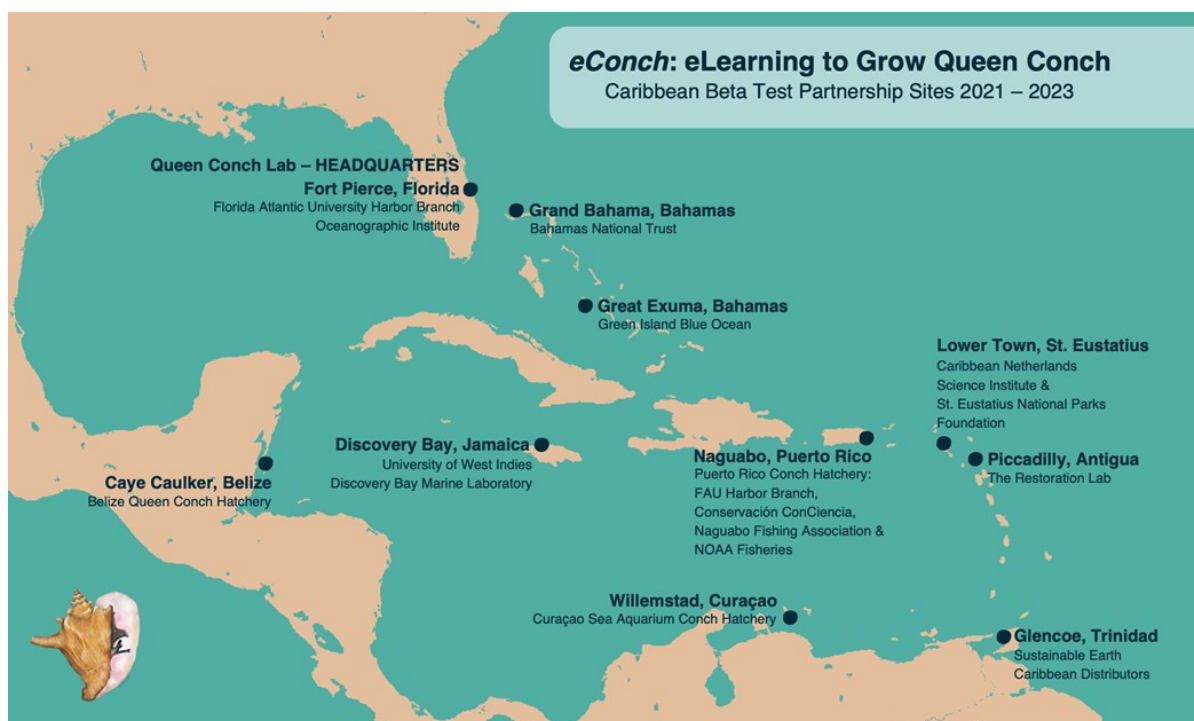 eConch: eLearning to Grow Queen Conch
Caribbean Beta Test Partnership Sites 2021 – 2023
Queen Conch Lab – HEADQUARTERS
Fort Pierce, Florida
Florida Atlantic University Harbor Branch
Oceanographic Institute
Grand Bahama, Bahamas
Bahamas National Trust
Great Exuma, Bahamas
Green Island Blue Ocean
Lower Town, St. Eustatius
Caribbean Netherlands
Science Institute &
St. Eustatius National Parks
Foundation
Discovery Bay, Jamaica
University of West Indies
Discovery Bay Marine Laboratory
Naguabo, Puerto Rico
Puerto Rico Conch Hatchery:
FAU Harbor Branch,
Conservación ConCiencia,
Naguabo Fishing Association &
NOAA Fisheries
Piccadilly, Antigua
The Restoration Lab
Caye Caulker, Belize
Belize Queen Conch Hatchery
Willemstad, Curaçao
Curaçao Sea Aquarium Conch Hatchery
Glencoe, Trinidad
Sustainable Earth
Caribbean Distributors